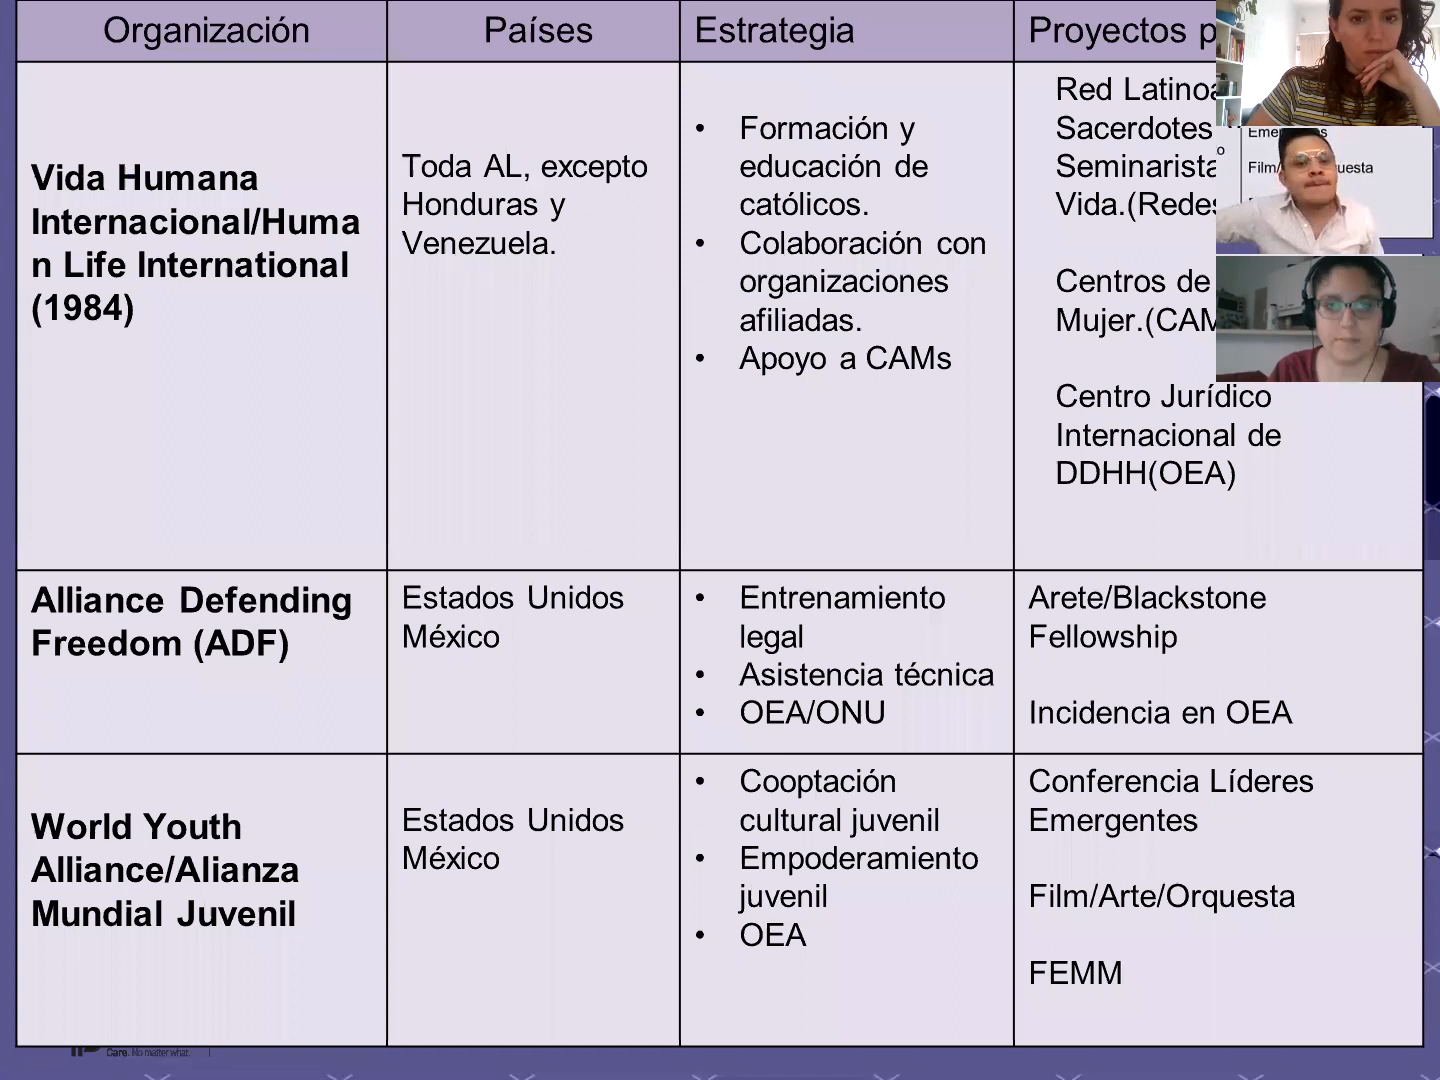 Organización
Países
Estrategia
Proyectos
Vida Humana
Internacional/Huma
n Life International
(1984)
Toda AL, excepto
Honduras y
Venezuela.
• Formación y
educación de
católicos.
• Colaboración con
organizaciones
afiliadas.
• Apoyo a CAMs
Red
Sacerdotes
Vida.
Centros de
Mujer.
Centro Jurídico
Internacional de
DDHH(OEA)
Alliance Defending
Freedom (ADF)
Estados Unidos
México
• Entrenamiento
legal
• Asistencia técnica
• OEA/ONU
Arete/Blackstone
Fellowship
Incidencia en OEA
World Youth
Alliance/Alianza
Mundial Juvenil
Estados Unidos
México
• Cooptación
cultural juvenil
• Empoderamiento
juvenil
• OEA
Conferencia Líderes
Emergentes
Film/Arte/Orquesta
FEMM
Care. No matter what.